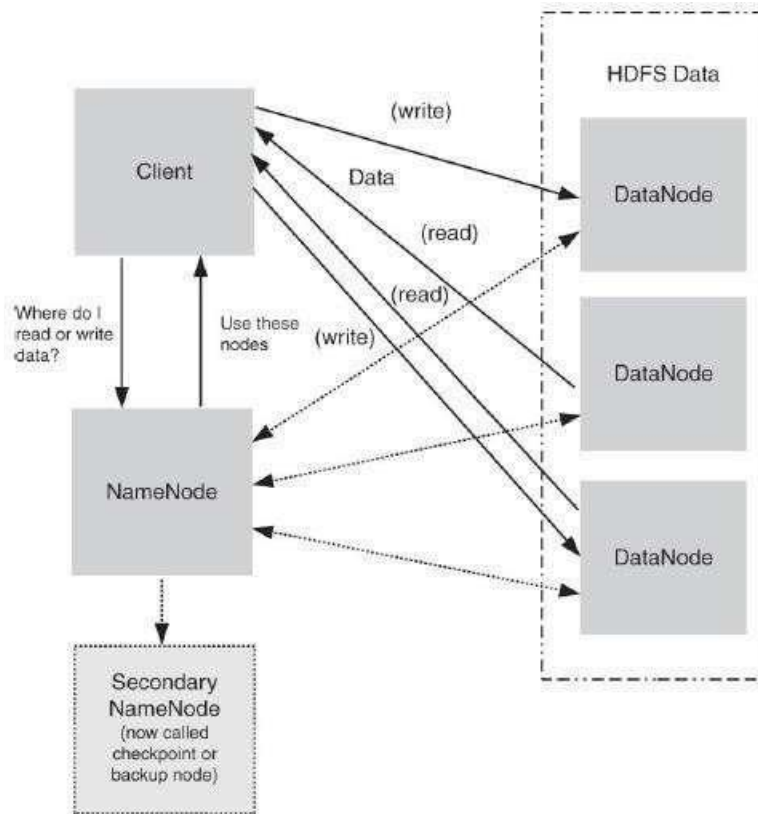 HDFS Data
(write)
Client
DataNode
Data
(read)
(read)
'Where do I
read or write
data?
Use these
nodes
(write)
DataNode
NameNode
DataNode
Secondary
NameNode
(now called
checkpoint or
backup node)